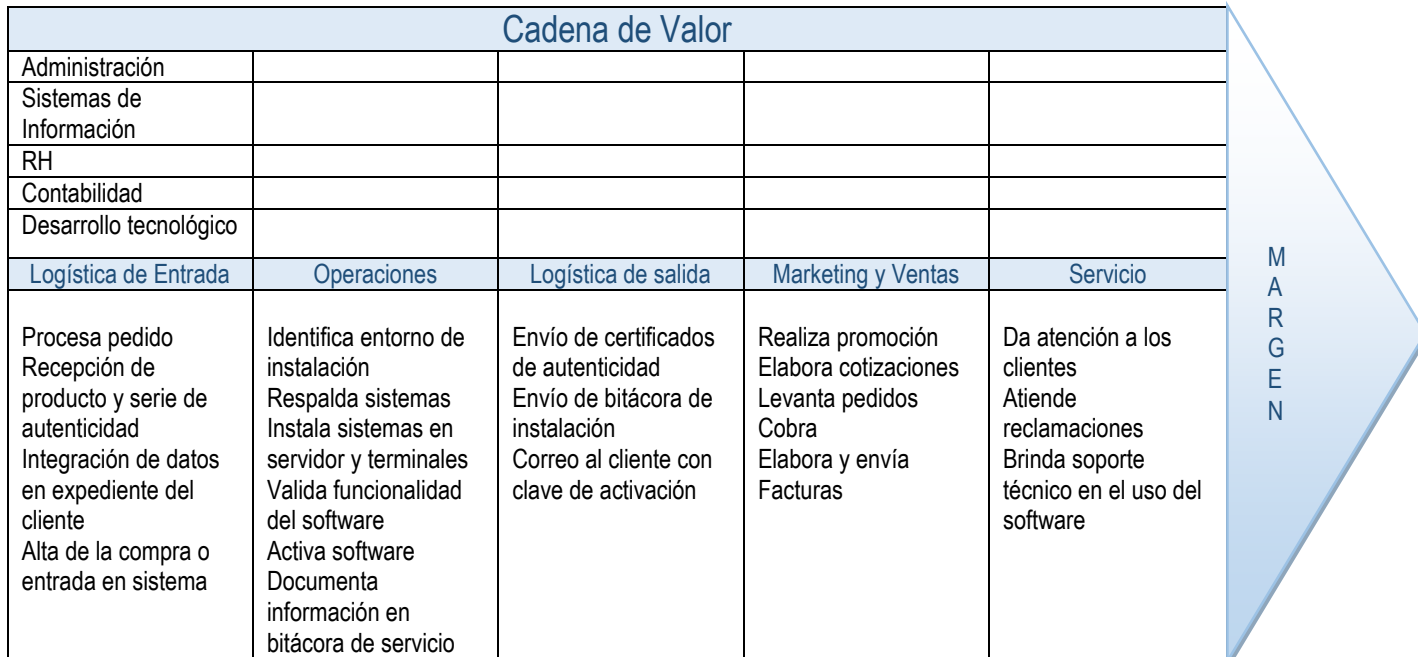 Cadena de Valor
Administración
Sistemas de
Información
RH
Contabilidad
Desarrollo tecnológico
Logística de Entrada
Operaciones
Logística de salida
Marketing y Ventas
Servicio
Procesa pedido
Recepción de
producto y serie de
autenticidad
Integración de datos
en expediente del
cliente
Alta de la compra o
entrada en sistema
Identifica entorno de
instalación
Respalda sistemas
Instala sistemas en
servidor y terminales
Valida funcionalidad
del software
Activa software
Documenta
información en
bitácora de servicio
Envío de certificados
de autenticidad
Envío de bitácora de
instalación
Correo al cliente con
clave de activación
Realiza promoción
Elabora cotizaciones
Levanta pedidos
Cobra
Elabora y envía
Facturas
Da atención a los
clientes
Atiende
reclamaciones
Brinda soporte
técnico en el uso del
software
M
A
R
G
E
N